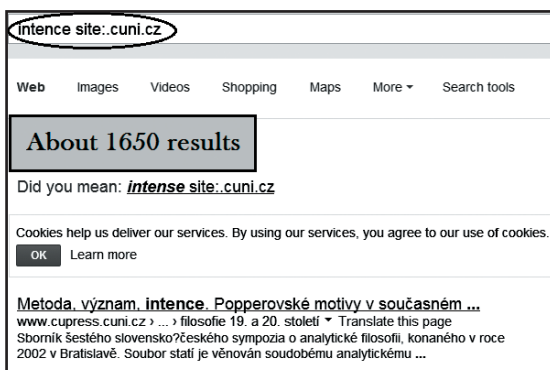 intence site:.cuni.cz
Web Images Videos Shopping Maps More Search tools
About 1650 results
Did you mean: intense site:.cuni.cz
Cookies help us deliver our services. By using our services, you agree to our use of cookies.
OK Learn more
Metoda, význam, intence. Popperovské motivy v současném ...
www.cupress.cuni.cz › ... › filosofie 19. a 20. století Translate this page
Sborník šestého slovensko?českého sympozia o analytické filosofii, konaného v roce
2002 v Bratislavě. Soubor statí je věnován soudobému analytickému ...